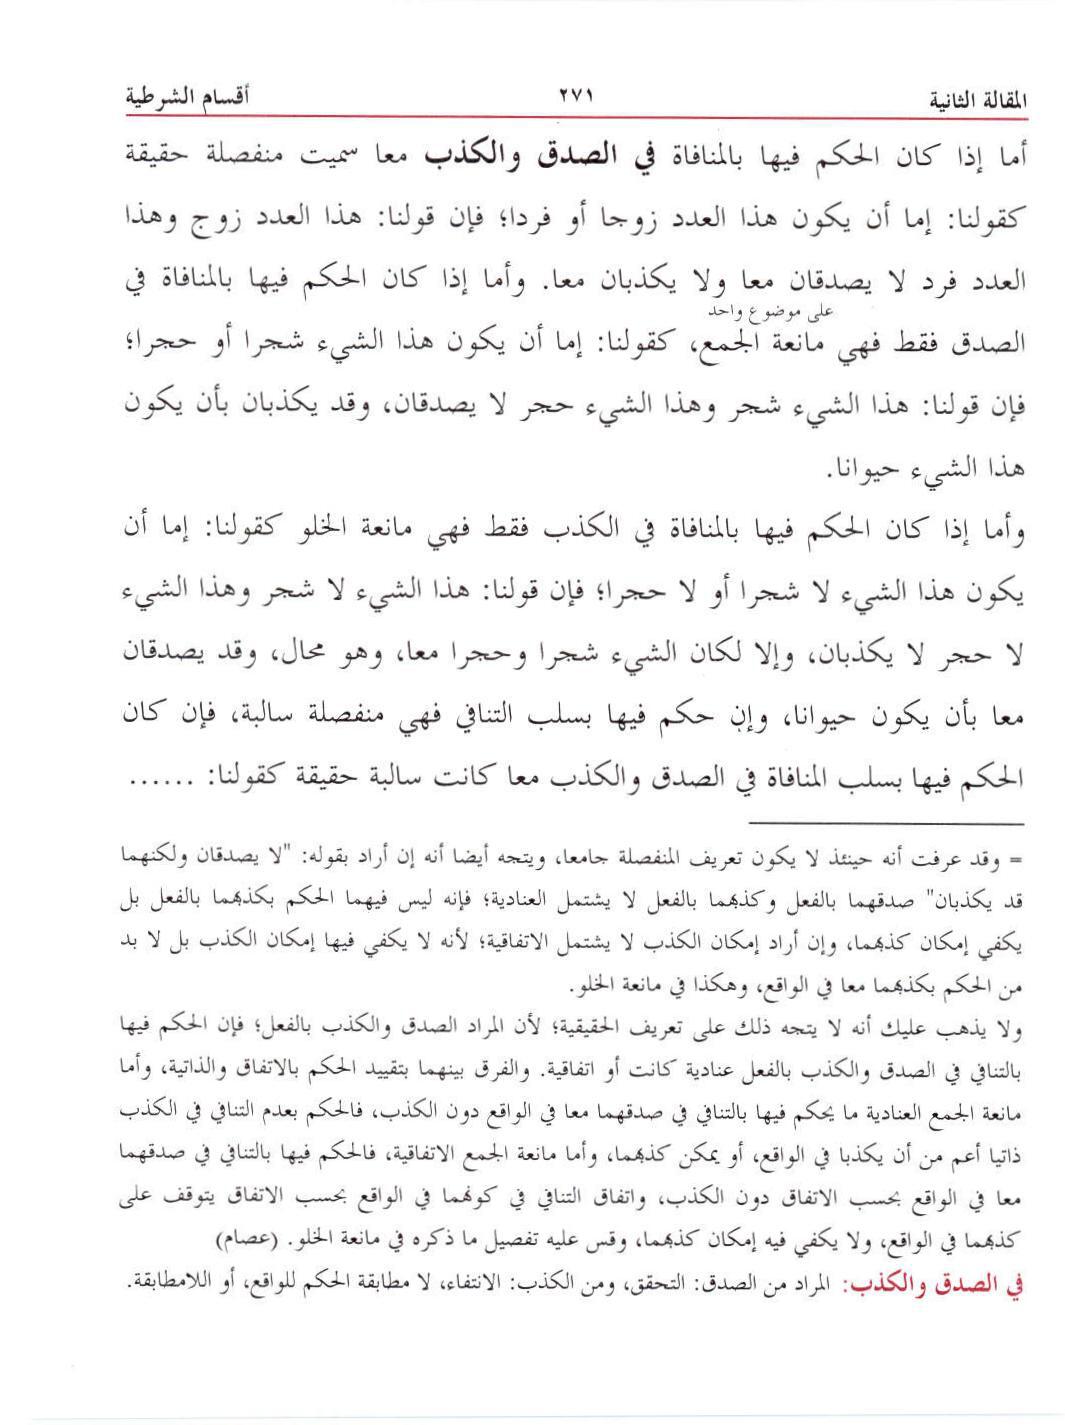 المقالة الثانية ٢٧١ أقسام الشرطية
أما إذا كان الحكم فيها بالمنافاة في الصدق والكذب معا سميت منفصلة حقيقة
كقولنا: إما أن يكون هذا العدد زوجا أو فردا؛ فإن قولنا: هذا العدد زوج وهذا
العدد فرد لا يصدقان معا ولا يكذبان معا. وأما إذا كان الحكم فيها بالمنافاة في
على موضوع واحد
الصدق فقط فهي مانعة الجمع، كقولنا: إما أن يكون هذا الشيء شجرا أو حجرا؛
فإن قولنا: هذا الشيء شجر وهذا الشيء حجر لا يصدقان، وقد يكذبان بأن يكون
هذا الشيء حيوانا.
وأما إذا كان الحكم فيها بالمنافاة في الكذب فقط فهي مانعة الخلو كقولنا: إما أن
يكون هذا الشيء لا شجرا أو لا حجرا؛ فإن قولنا: هذا الشيء لا شجر وهذا الشيء
لا حجر لا يكذبان، وإلا لكان الشيء شجرا وحجرا معا، وهو محال، وقد يصدقان
معا بأن يكون حيوانا، وإن حكم فيها بسلب التنافي فهي منفصلة سالبة، فإن كان
الحكم فيها بسلب المنافاة في الصدق والكذب معا كانت سالبة حقيقة كقولنا: ......
= وقد عرفت أنه حينئذ لا يكون تعريف المنفصلة جامعا، ويتجه أيضا أنه إن أراد بقوله: "لا يصدقان ولكنهما
قد يكذبان" صدقهما بالفعل وكذبهما بالفعل لا يشتمل العنادية؛ فإنه ليس فيهما الحكم بكذبهما بالفعل بل
يكفي إمكان كذبهما، وإن أراد إمكان الكذب لا يشتمل الاتفاقية؛ لأنه لا يكفي فيها إمكان الكذب بل لا بد
من الحكم بكذبهما معا في الواقع، وهكذا في مانعة الخلو.
ولا يذهب عليك أنه لا يتجه ذلك على تعريف الحقيقية؛ لأن المراد الصدق والكذب بالفعل؛ فإن الحكم فيها
بالتنافي في الصدق والكذب بالفعل عنادية كانت أو اتفاقية. والفرق بينهما بتقييد الحكم بالاتفاق والذاتية، وأما
مانعة الجمع العنادية ما يحكم فيها بالتنافي في صدقهما معا في الواقع دون الكذب، فالحكم بعدم التنافي في الكذب
ذاتيا أعم من أن يكذبا في الواقع، أو يمكن كذبهما، وأما مانعة الجمع الاتفاقية، فالحكم فيها بالتنافي في صدقهما
معا في الواقع بحسب الاتفاق دون الكذب، واتفاق التنافي في كونهما في الواقع بحسب الاتفاق يتوقف على
كذبهما في الواقع، ولا يكفي فيه إمكان كذبهما، وقس عليه تفصيل ما ذكره في مانعة الخلو. (عصام)
في الصدق والكذب: المراد من الصدق: التحقق، ومن الكذب: الانتفاء، لا مطابقة الحكم للواقع، أو اللامطابقة.